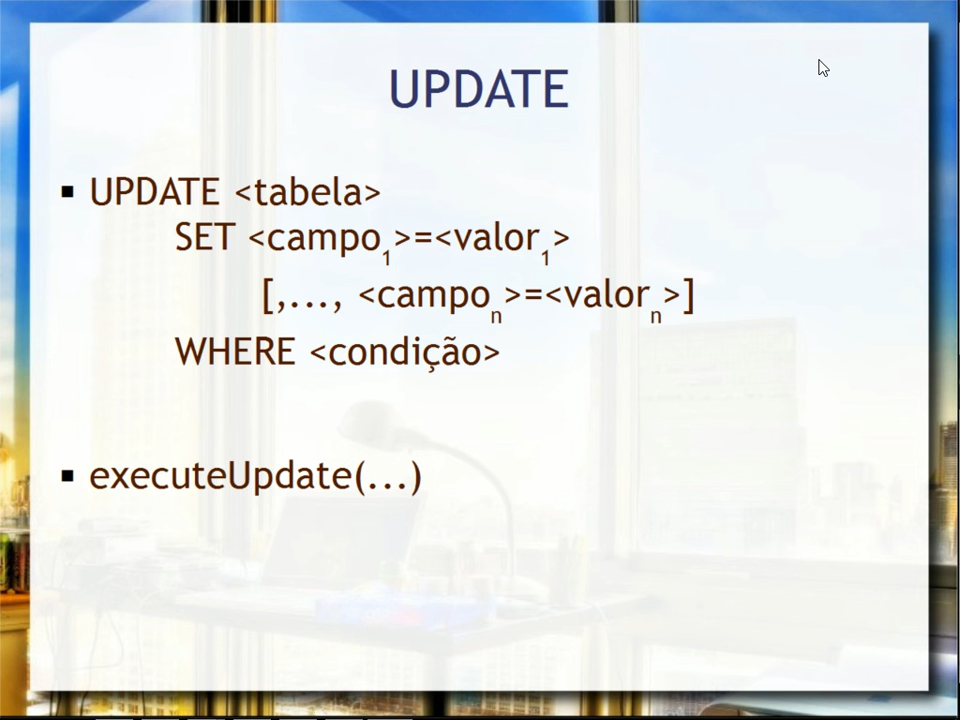 UPDATE
▪ UPDATE <tabela>
SET <campo₁>=<valor₁>
[,..., <campoₙ>=<valorₙ>]
WHERE <condição>
▪ executeUpdate(...)